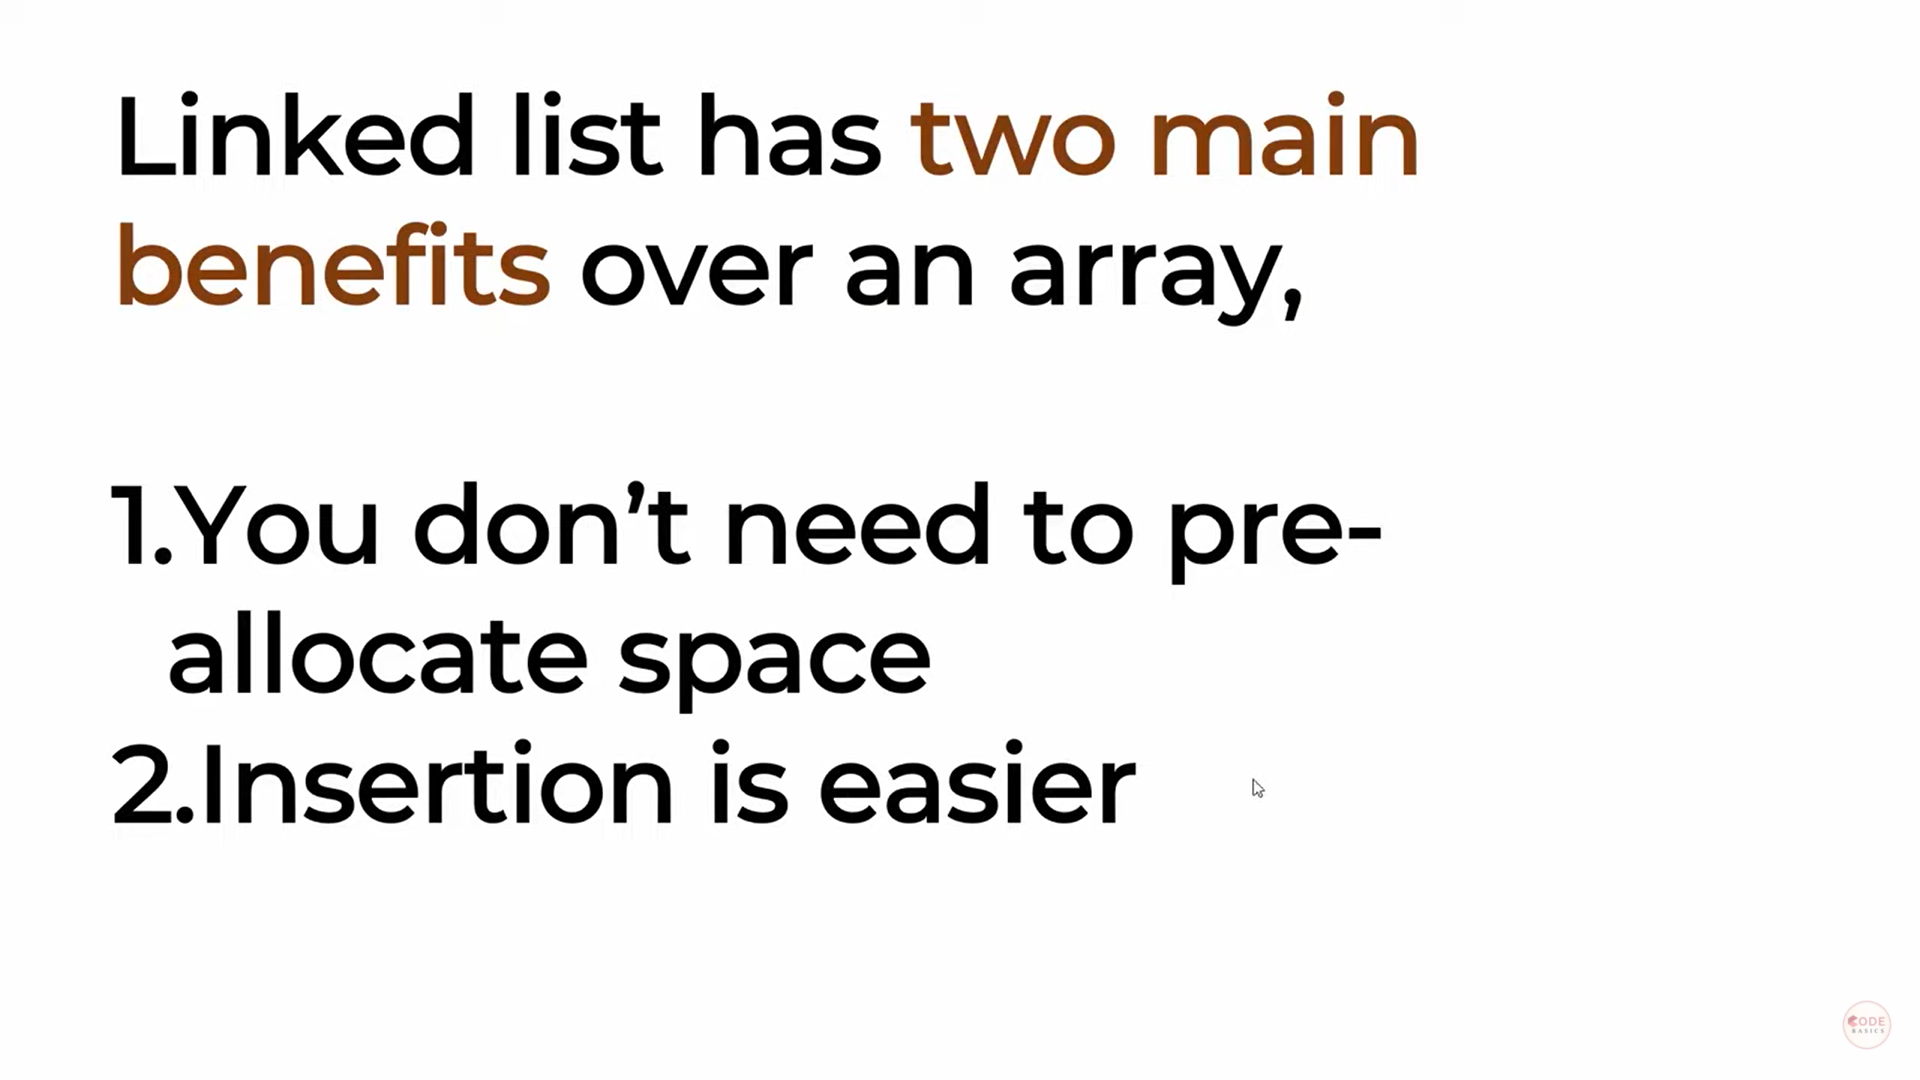 Linked list has two main
benefits over an array,
1.You don’t need to pre-
allocate space
2.Insertion is easier
CODE
BASICS